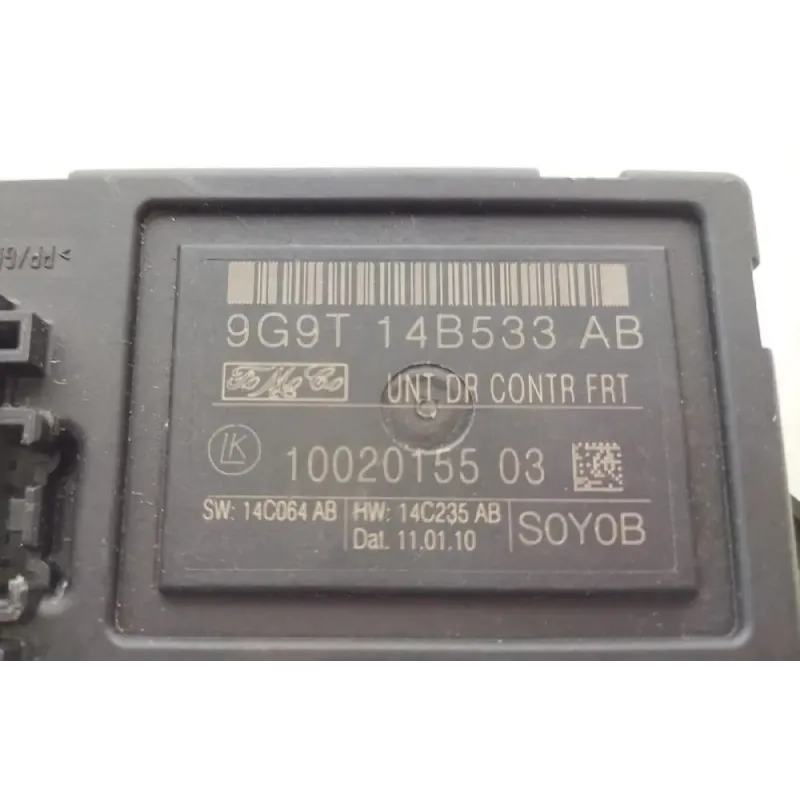 9G9T 14B533 AB
FoMoCo UNT DR CONTR FRT
LK 10020155 03
SW: 14C064 AB HW: 14C235 AB
Dat. 11.01.10 S0Y0B